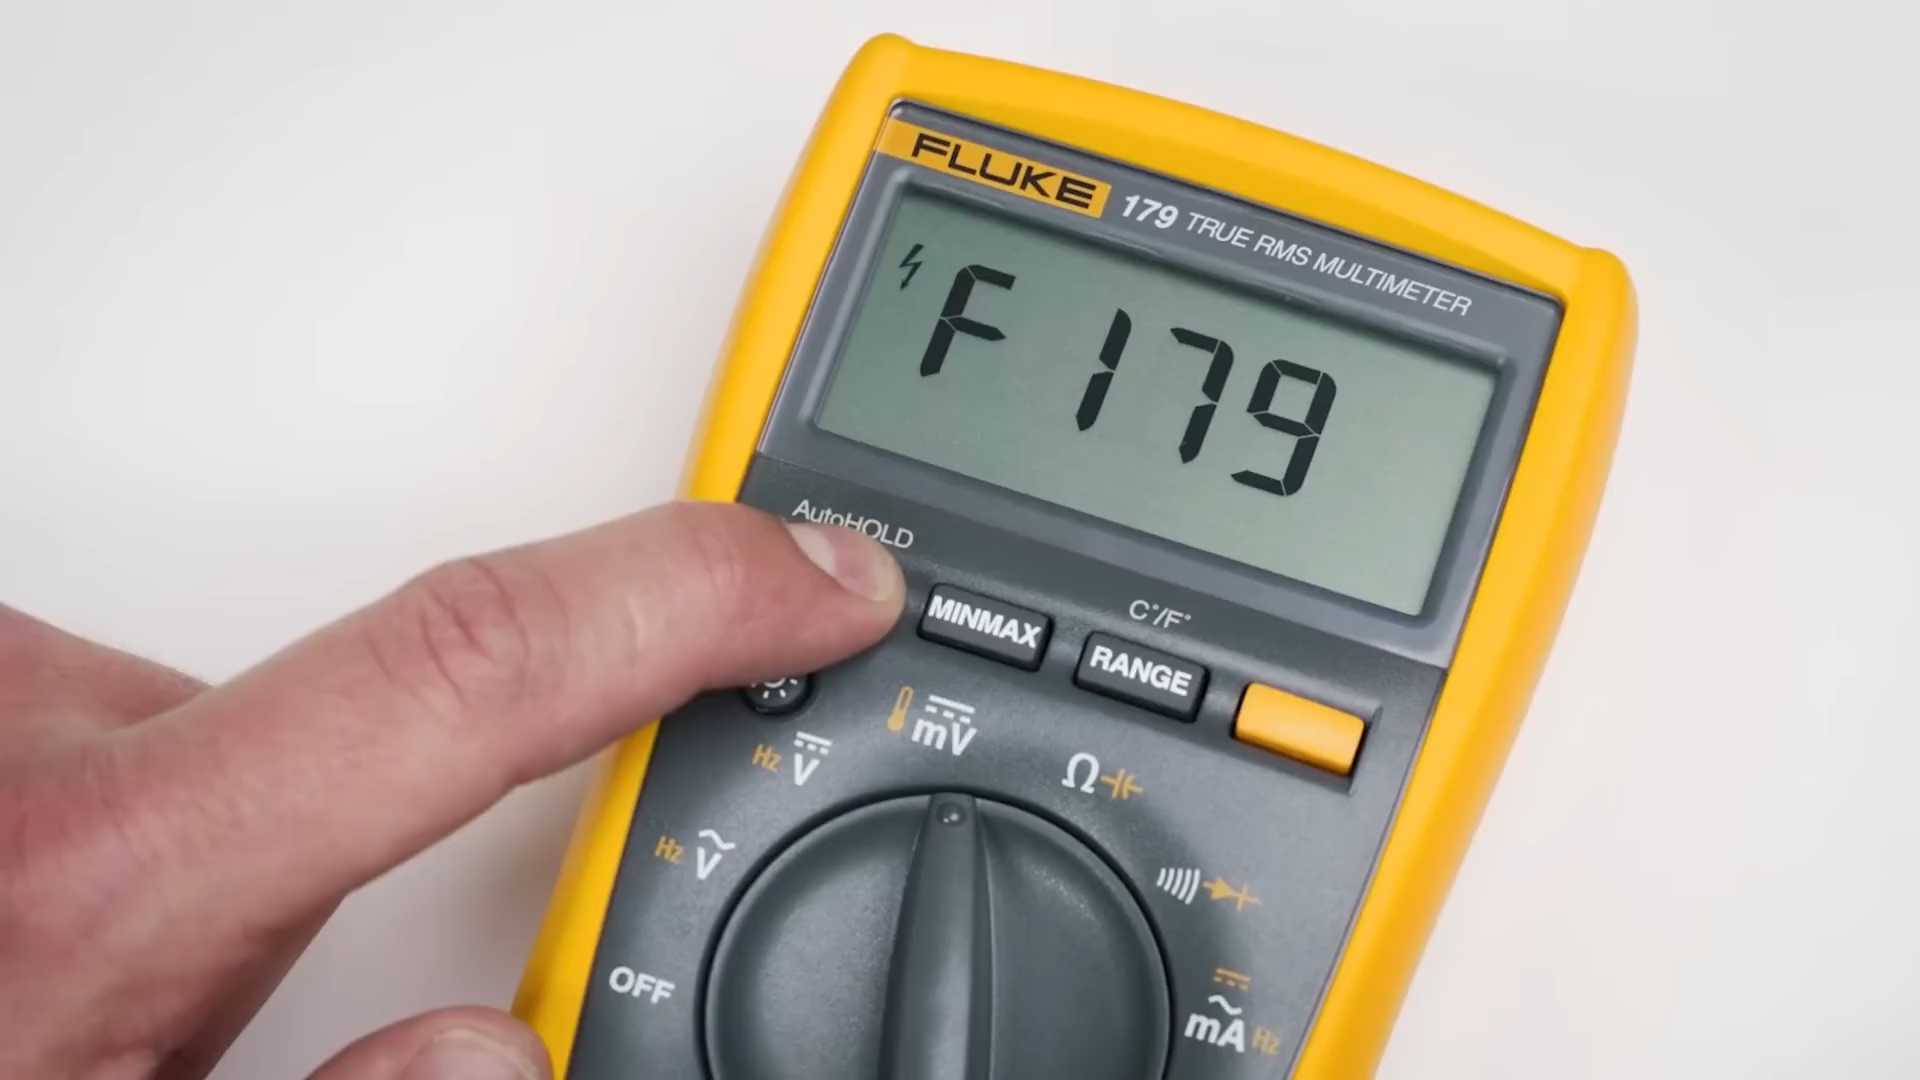 FLUKE 179 TRUE RMS MULTIMETER
F 179
AutoHOLD
MINMAX
C°/F°
RANGE
mV
Hz V
Ω
Hz V
OFF
mA Hz